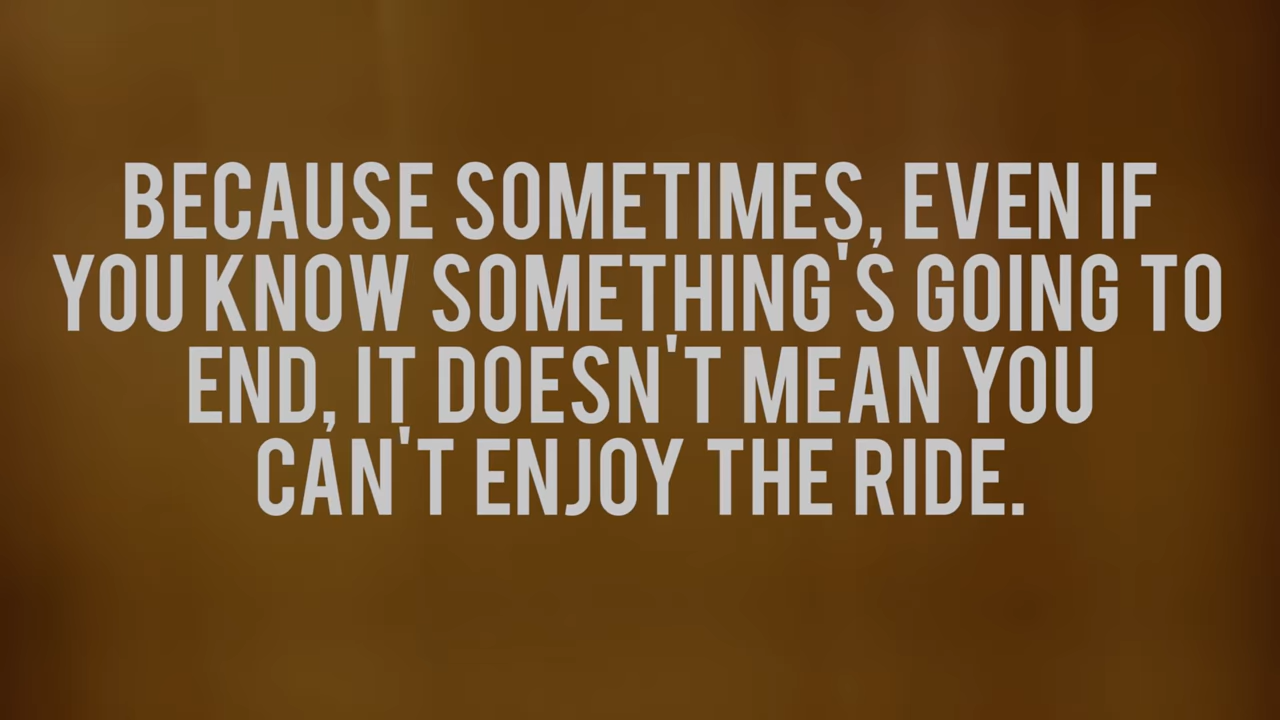 BECAUSE SOMETIMES, EVEN IF
YOU KNOW SOMETHING'S GOING TO
END, IT DOESN'T MEAN YOU
CAN'T ENJOY THE RIDE.